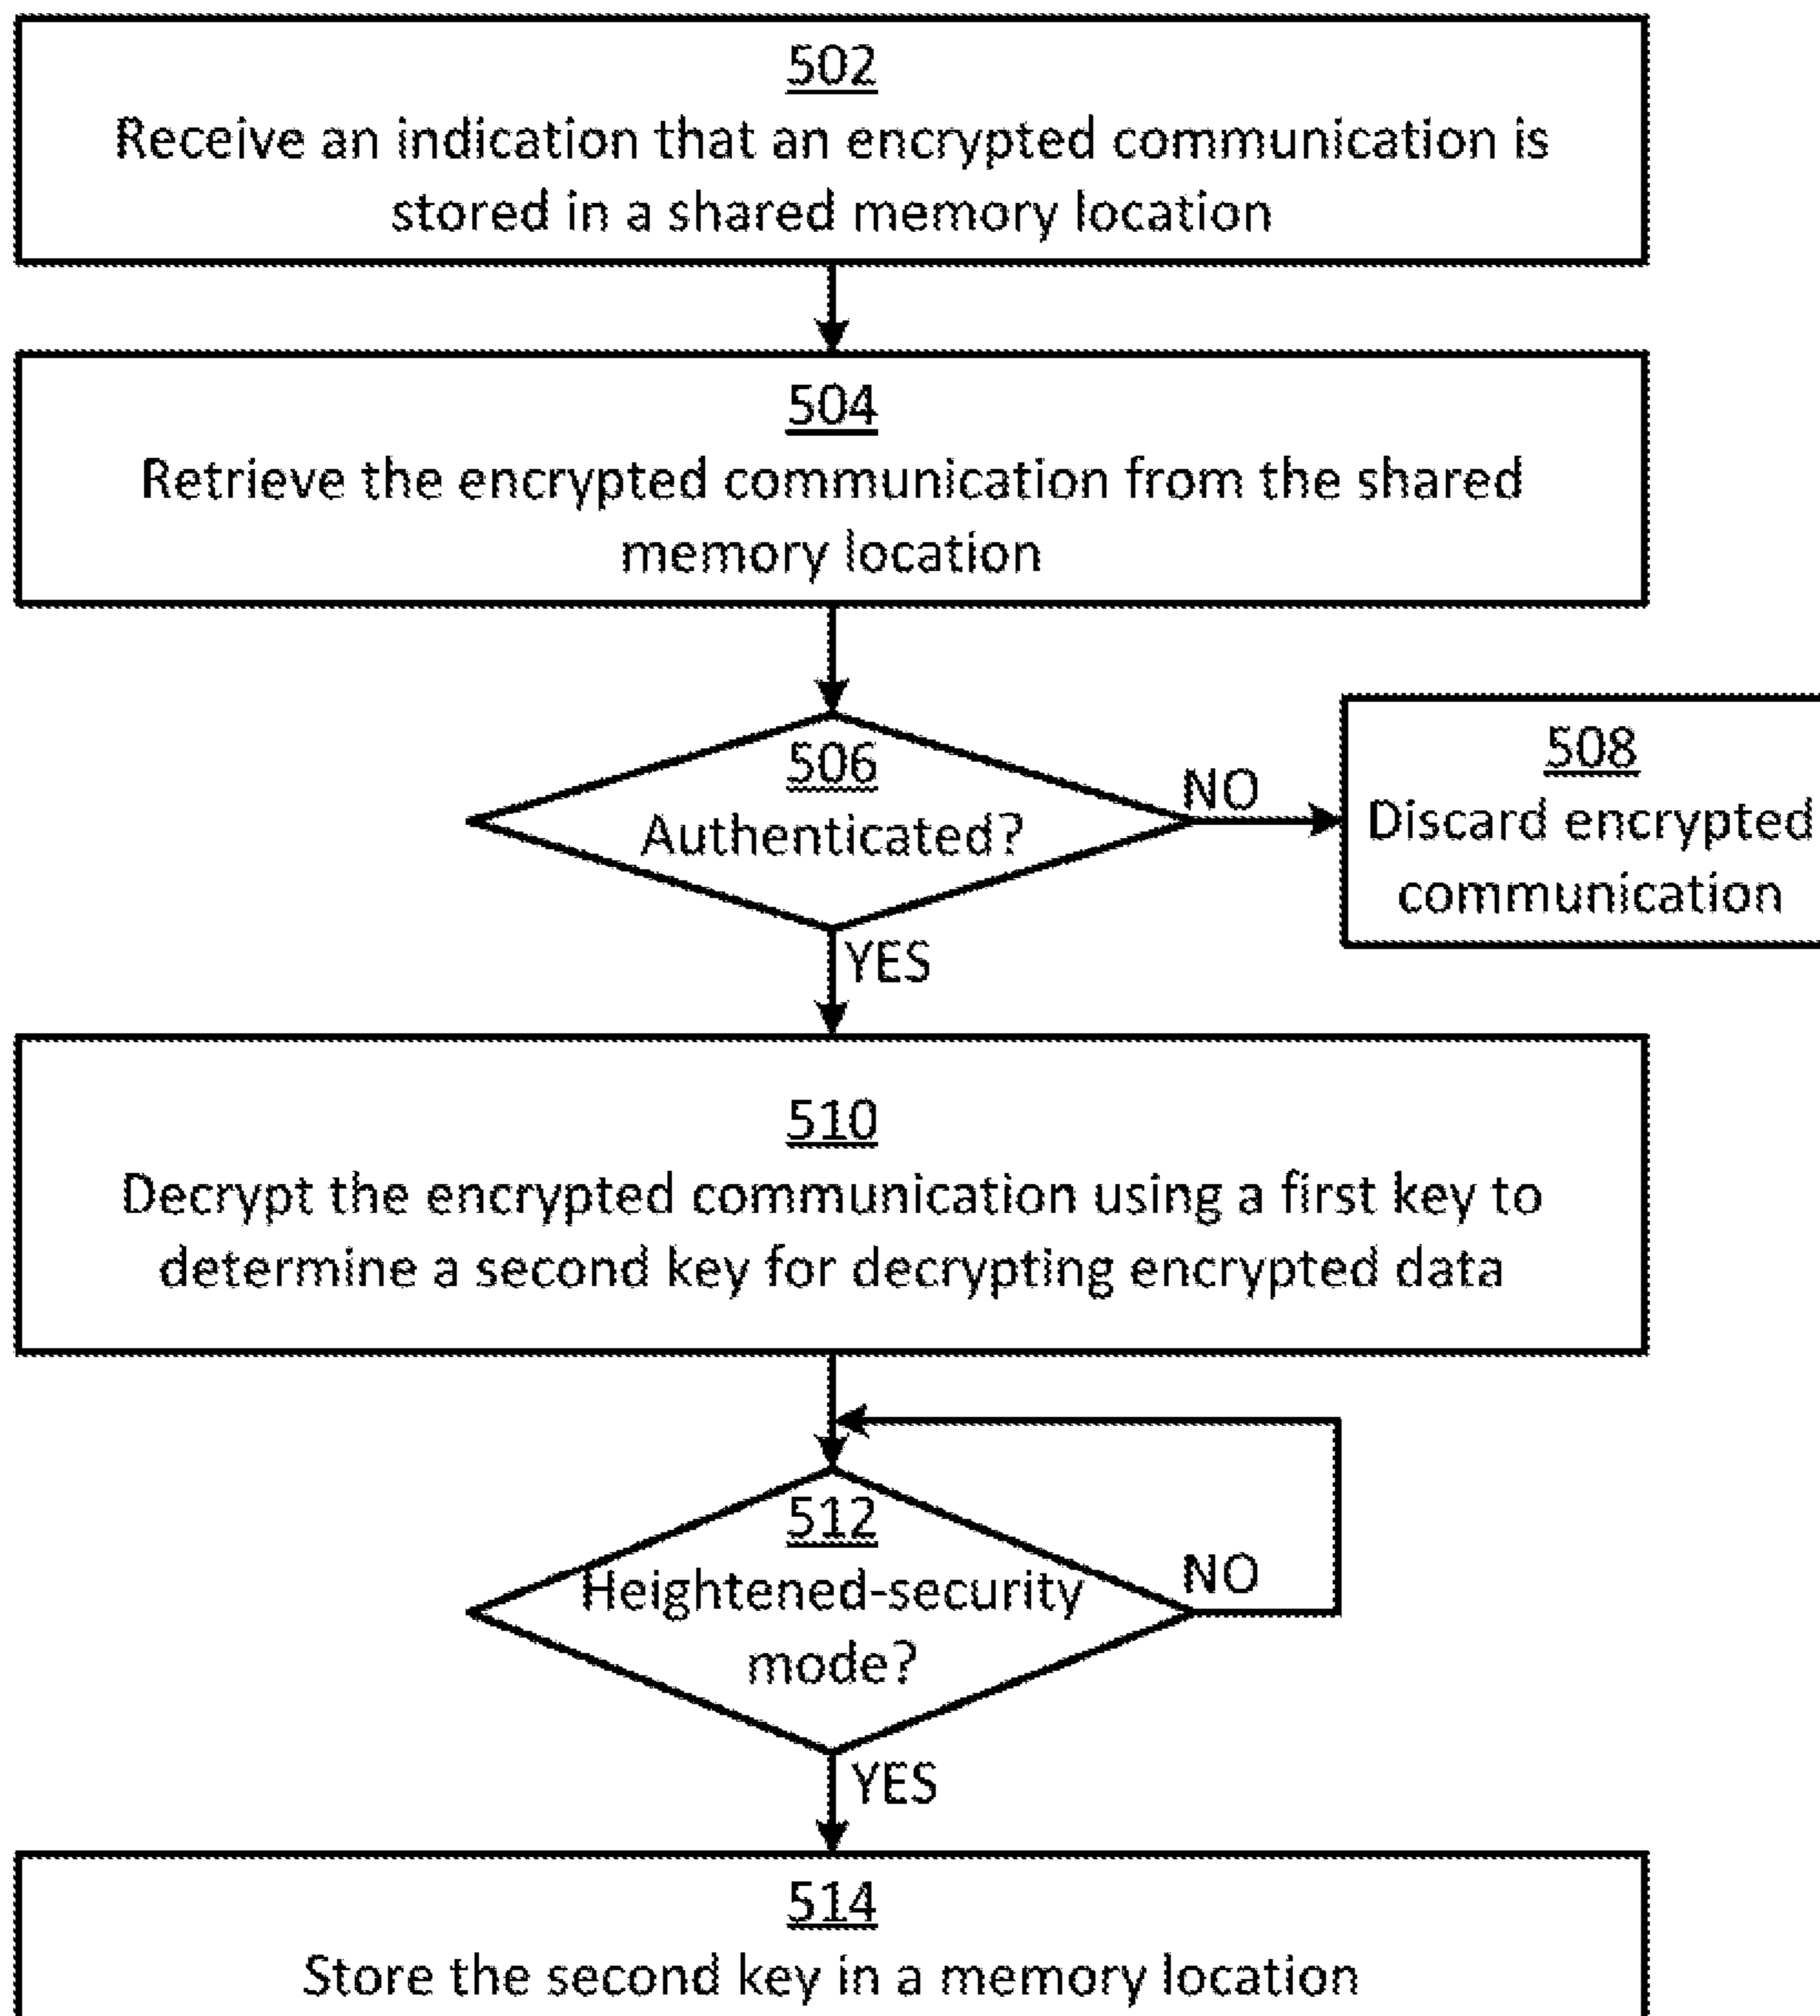 502
Receive an indication that an encrypted communication is
stored in a shared memory location
504
Retrieve the encrypted communication from the shared
memory location
506
Authenticated?
NO
508
Discard encrypted
communication
YES
510
Decrypt the encrypted communication using a first key to
determine a second key for decrypting encrypted data
512
Heightened-security
mode?
NO
YES
514
Store the second key in a memory location